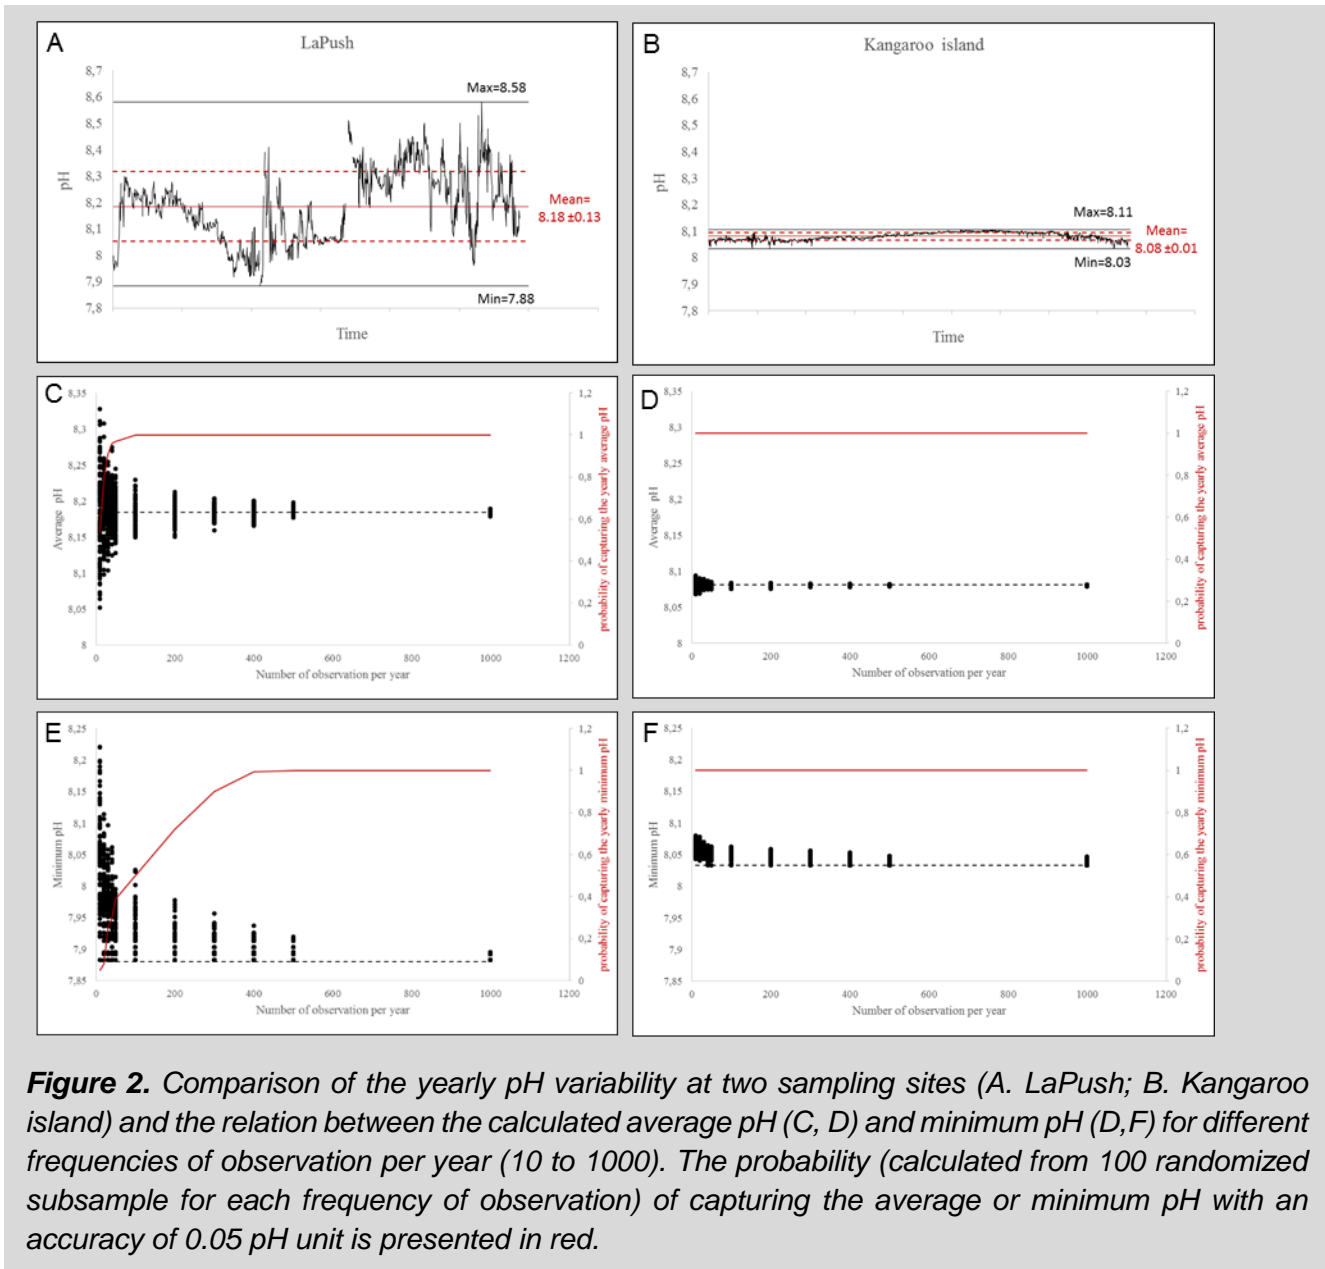 A
LaPush
8,7
8,6
8,5
8,4
8,3
8,2
8,1
8
7,9
7,8
pH
Max=8.58
Mean=
8.18 ±0.13
Min=7.88
Time
B
Kangaroo island
8,7
8,6
8,5
8,4
8,3
8,2
8,1
8
7,9
7,8
pH
Max=8.11
Mean=
8.08 ±0.01
Min=8.03
Time
C
8,35
8,3
8,25
8,2
8,15
8,1
8,05
8
Average pH
1,2
1
0,8
0,6
0,4
0,2
0
probability of capturing the yearly average pH
0 200 400 600 800 1000 1200
Number of observation per year
D
8,35
8,3
8,25
8,2
8,15
8,1
8,05
8
Average pH
1,2
1
0,8
0,6
0,4
0,2
0
probability of capturing the yearly average pH
0 200 400 600 800 1000 1200
Number of observation per year
E
8,25
8,2
8,15
8,1
8,05
8
7,95
7,9
7,85
Minimum pH
1,2
1
0,8
0,6
0,4
0,2
0
probability of capturing the yearly minimum pH
0 200 400 600 800 1000 1200
Number of observation per year
F
8,25
8,2
8,15
8,1
8,05
8
7,95
7,9
7,85
Minimum pH
1,2
1
0,8
0,6
0,4
0,2
0
probability of capturing the yearly minimum pH
0 200 400 600 800 1000 1200
Number of observation per year
Figure 2. Comparison of the yearly pH variability at two sampling sites (A. LaPush; B. Kangaroo
island) and the relation between the calculated average pH (C, D) and minimum pH (D,F) for different
frequencies of observation per year (10 to 1000). The probability (calculated from 100 randomized
subsample for each frequency of observation) of capturing the average or minimum pH with an
accuracy of 0.05 pH unit is presented in red.